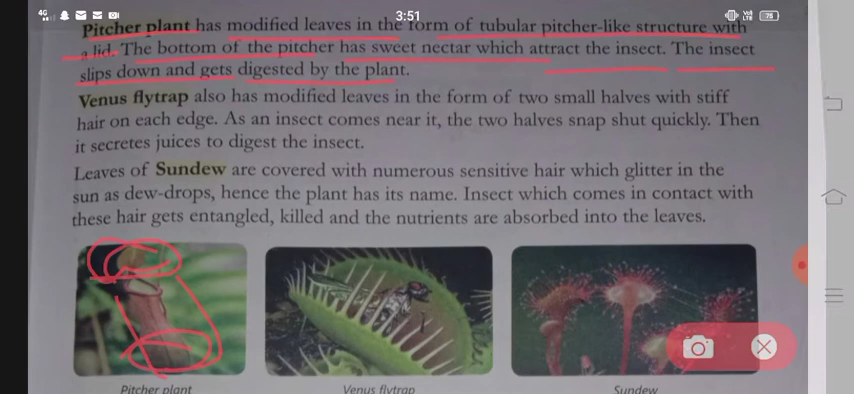 4G 3:51 Vo) LTE 75
Pitcher plant has modified leaves in the form of tubular pitcher-like structure with
a lid. The bottom of the pitcher has sweet nectar which attract the insect. The insect
slips down and gets digested by the plant.
Venus flytrap also has modified leaves in the form of two small halves with stiff
hair on each edge. As an insect comes near it, the two halves snap shut quickly. Then
it secretes juices to digest the insect.
Leaves of Sundew are covered with numerous sensitive hair which glitter in the
sun as dew-drops, hence the plant has its name. Insect which comes in contact with
these hair gets entangled, killed and the nutrients are absorbed into the leaves.
Pitcher plant Venus flytrap Sundew